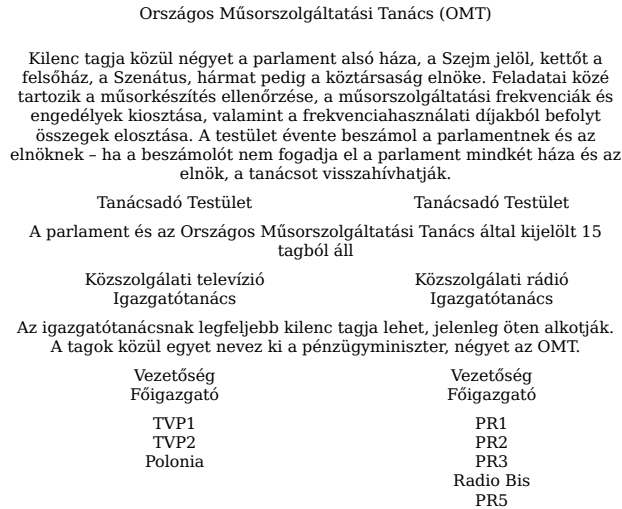 Országos Műsorszolgáltatási Tanács (OMT)
Kilenc tagja közül négyet a parlament alsó háza, a Szejm jelöl, kettőt a
felsőház, a Szenátus, hármat pedig a köztársaság elnöke. Feladatai közé
tartozik a műsorkészítés ellenőrzése, a műsorszolgáltatási frekvenciák és
engedélyek kiosztása, valamint a frekvenciahasználati díjakból befolyt
összegek elosztása. A testület évente beszámol a parlamentnek és az
elnöknek – ha a beszámolót nem fogadja el a parlament mindkét háza és az
elnök, a tanácsot visszahívhatják.
Tanácsadó Testület
Tanácsadó Testület
A parlament és az Országos Műsorszolgáltatási Tanács által kijelölt 15
tagból áll
Közszolgálati televízió
Igazgatótanács
Közszolgálati rádió
Igazgatótanács
Az igazgatótanácsnak legfeljebb kilenc tagja lehet, jelenleg öten alkotják.
A tagok közül egyet nevez ki a pénzügyminiszter, négyet az OMT.
Vezetőség
Főigazgató
Vezetőség
Főigazgató
TVP1
TVP2
Polonia
PR1
PR2
PR3
Radio Bis
PR5